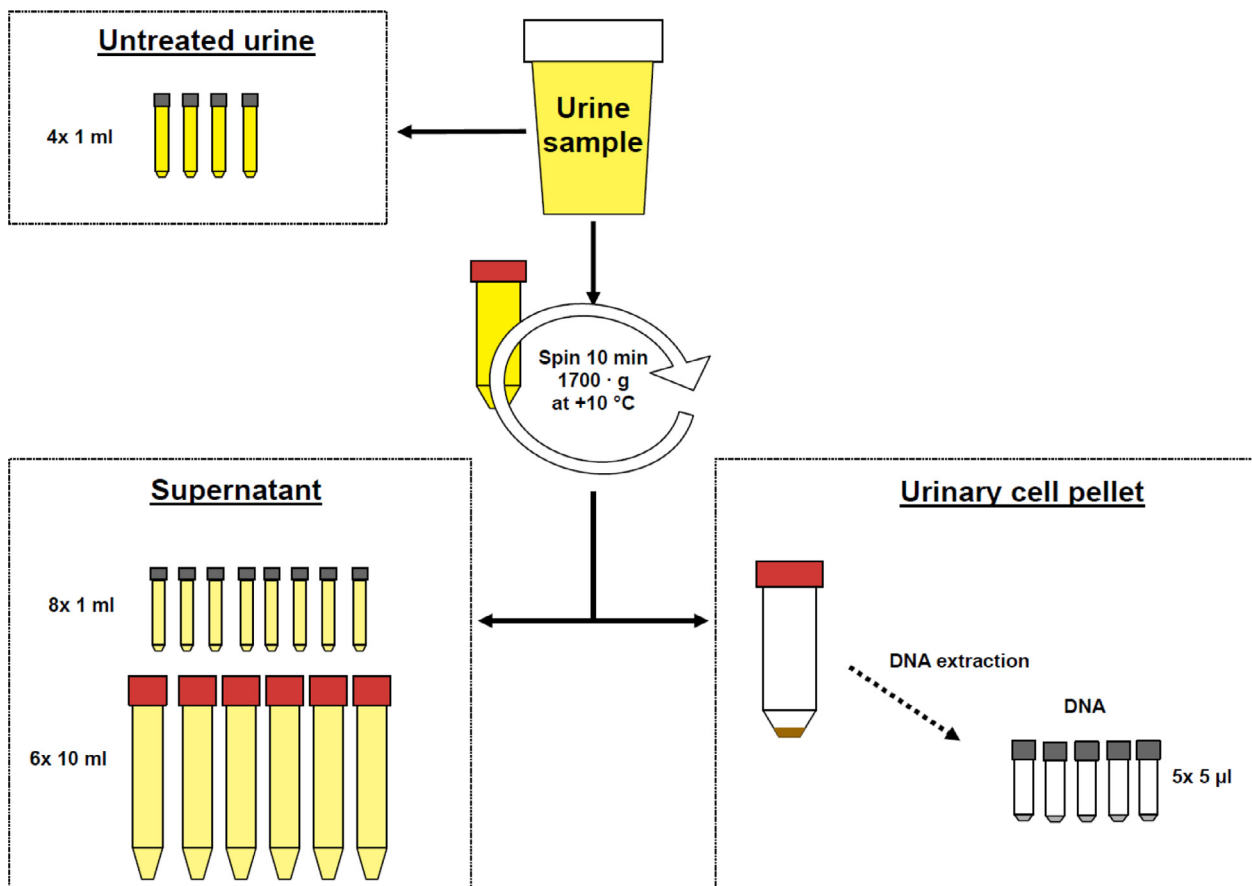 Untreated urine
4x 1 ml
Urine
sample
Spin 10 min
1700 · g
at +10 °C
Supernatant
8x 1 ml
6x 10 ml
Urinary cell pellet
DNA extraction
DNA
5x 5 µl